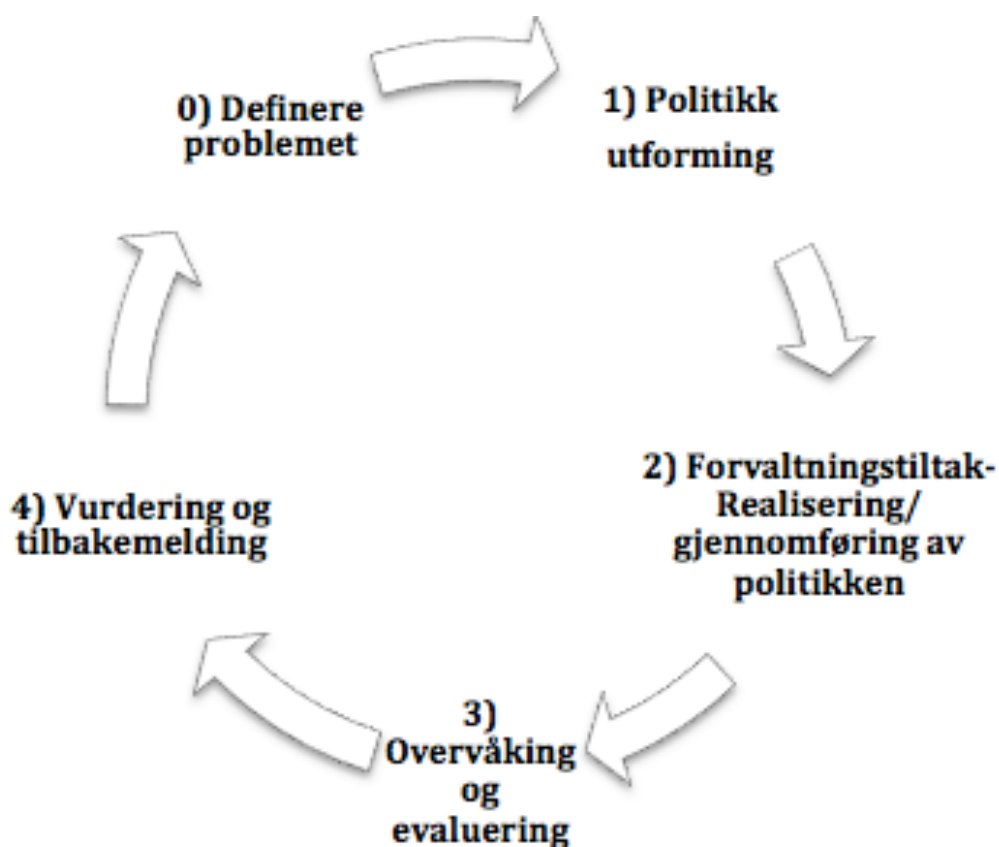 0) Definere
problemet
1) Politikk
utforming
2) Forvaltningstiltak-
Realisering/
gjennomføring av
politikken
3)
Overvåking
og
evaluering
4) Vurdering og
tilbakemelding